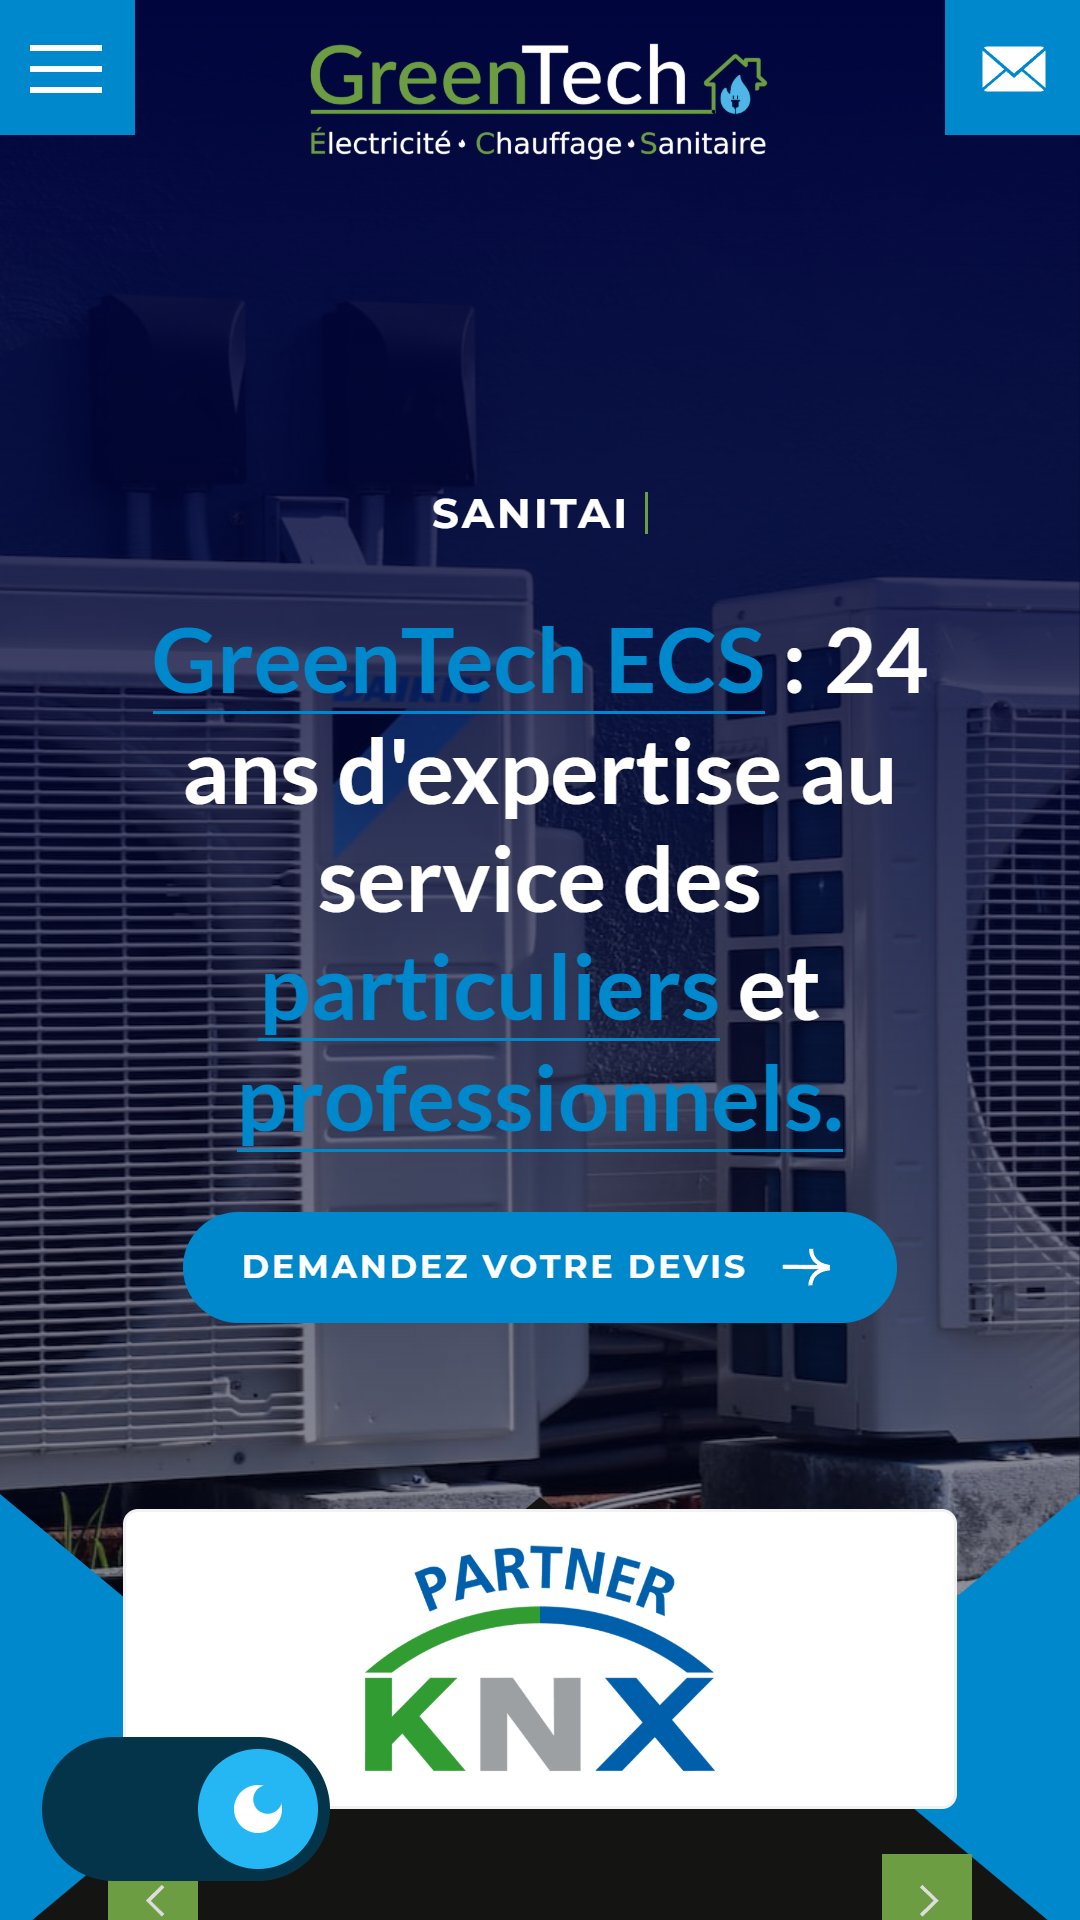 GreenTech
Électricité • Chauffage • Sanitaire
SANITAI
GreenTech ECS : 24
ans d'expertise au
service des
particuliers et
professionnels.
DEMANDEZ VOTRE DEVIS
PARTNER
KNX